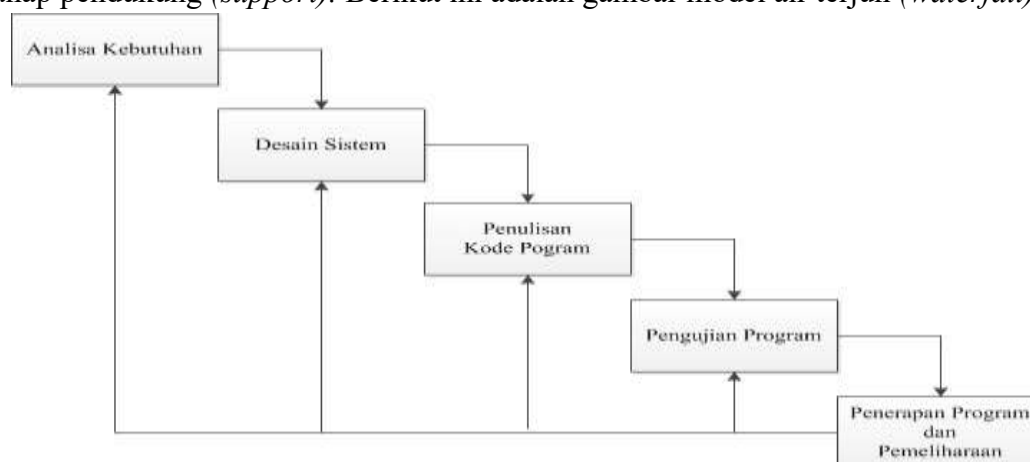 pendukung (support). Berikut ini adalah gambar model air terjun (waterfall)
Analisa Kebutuhan
Desain Sistem
Penulisan
Kode Pogram
Pengujian Program
Penerapan Program
dan
Pemeliharaan